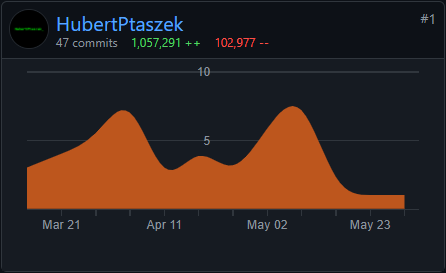 HubertPtaszek
#1
47 commits 1,057,291 ++ 102,977 --
10
5
Mar 21 Apr 11 May 02 May 23